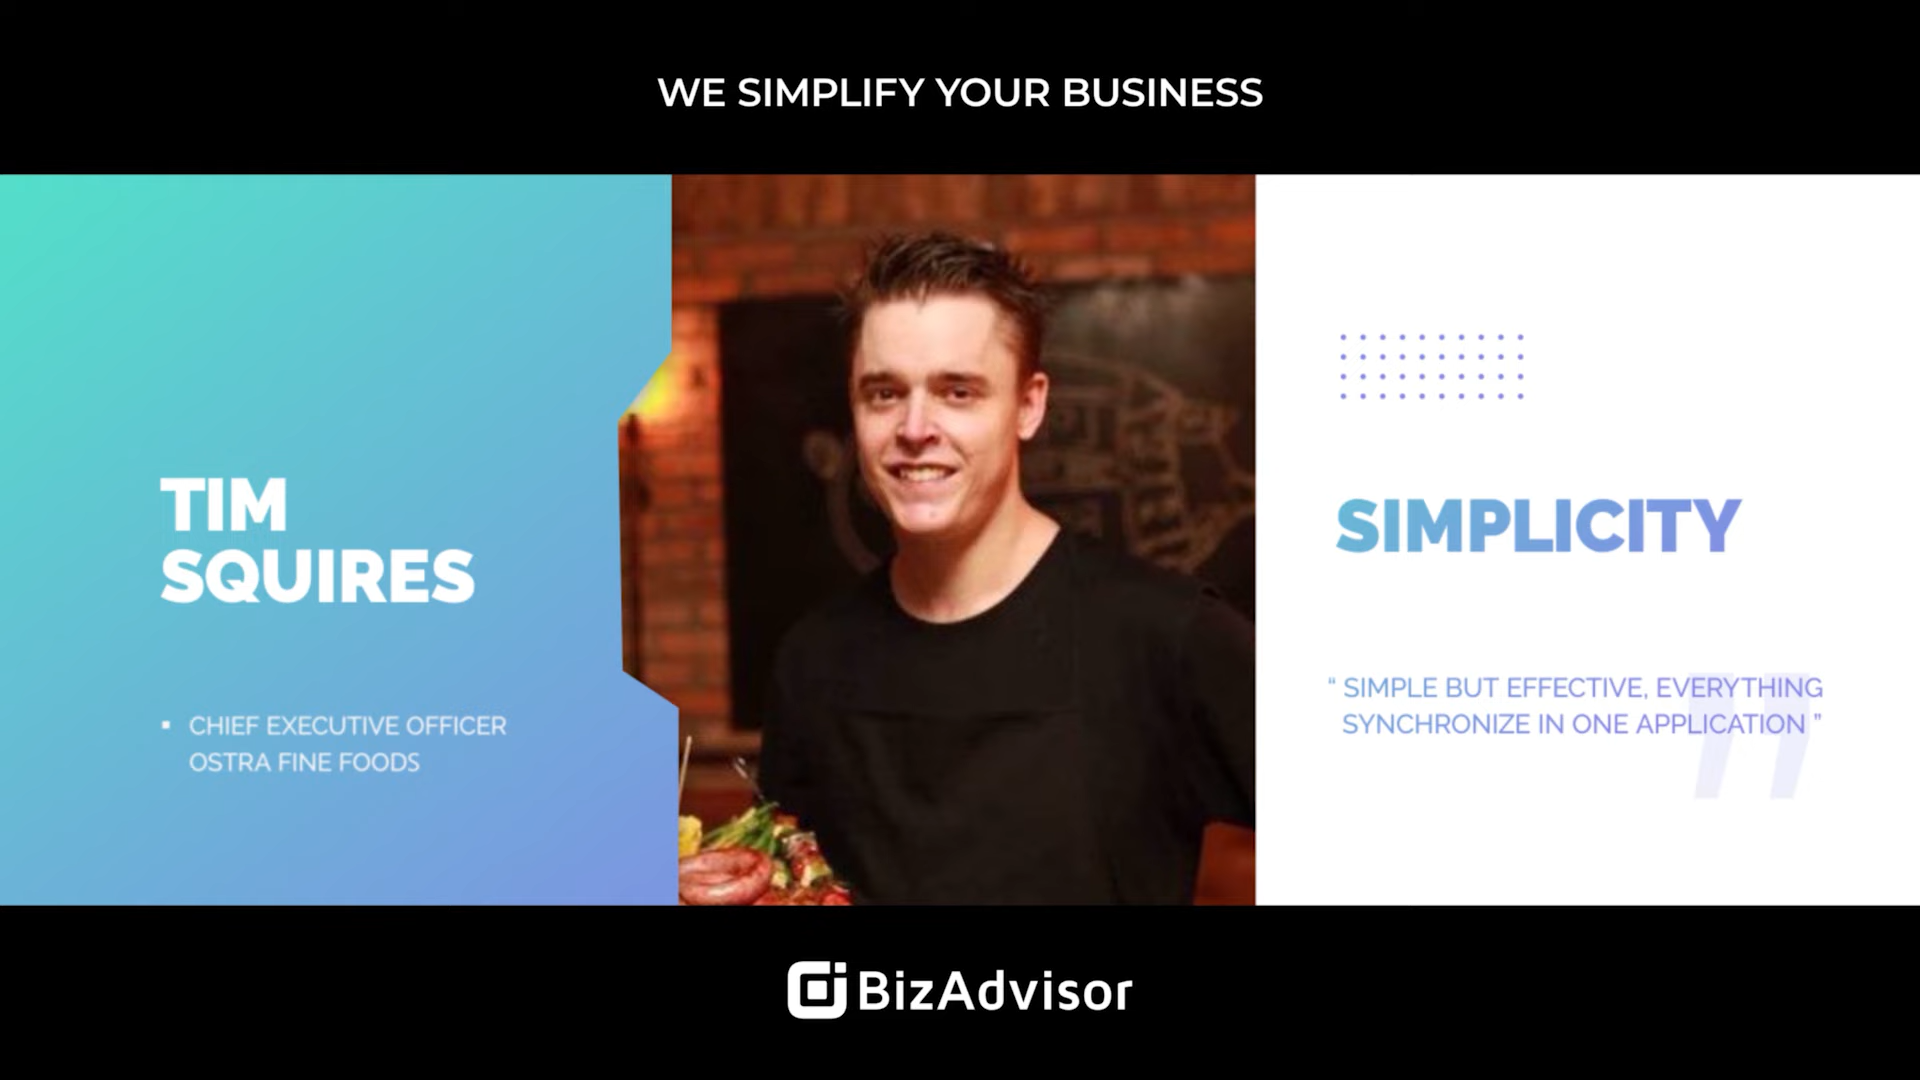 WE SIMPLIFY YOUR BUSINESS
TIM
SQUIRES
▪ CHIEF EXECUTIVE OFFICER
OSTRA FINE FOODS
SIMPLICITY
“ SIMPLE BUT EFFECTIVE, EVERYTHING
SYNCHRONIZE IN ONE APPLICATION ”
BizAdvisor